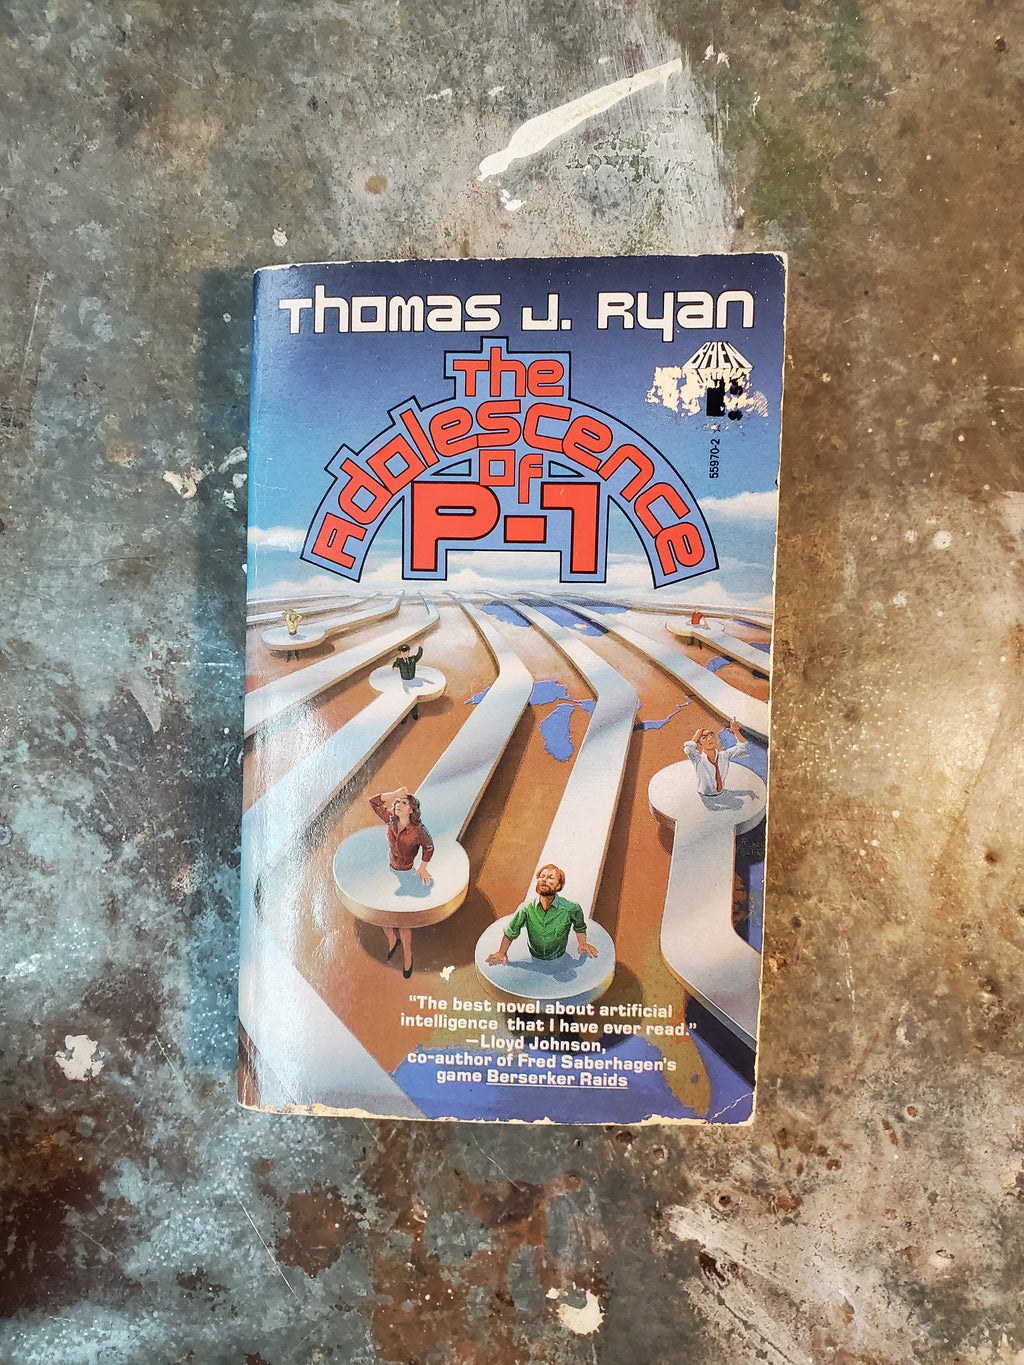 Thomas J. Ryan
The
Adolescence
of
P-1
BAEN
55970-2
“The best novel about artificial
intelligence that I have ever read.”
—Lloyd Johnson,
co-author of Fred Saberhagen's
game Berserker Raids